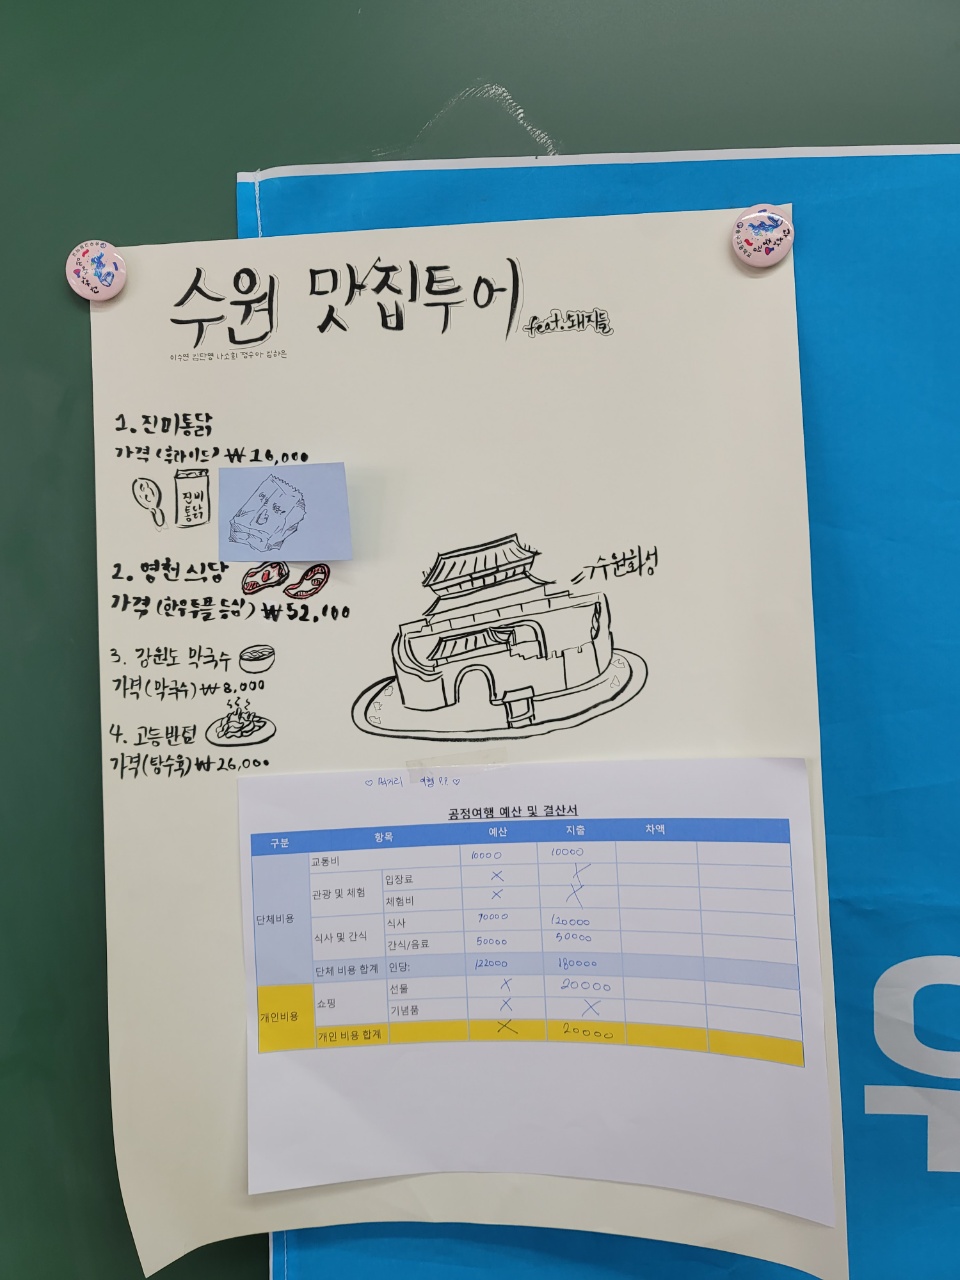 수원 맛집투어
feat.돼지들
1. 진미통닭
가격 (후라이드) ₩16,000
진미
통닭
2. 영천 식당
가격 (한우투플 등심) ₩52,100
3. 강원도 막국수
가격(막국수) ₩8,000
4. 고등반점
가격(탕수육) ₩26,000
수원화성
♡ 먹거리 여행 ♡
공정여행 예산 및 결산서
구분 항목 예산 지출 차액
단체비용 교통비 10000 10000
관광 및 체험 입장료 X X
체험비 X X
식사 및 간식 식사 70000 120000
간식/음료 50000 50000
단체 비용 합계 인당: 122000 180000
개인비용 쇼핑 선물 X 20000
기념품 X X
개인 비용 합계 X 20000